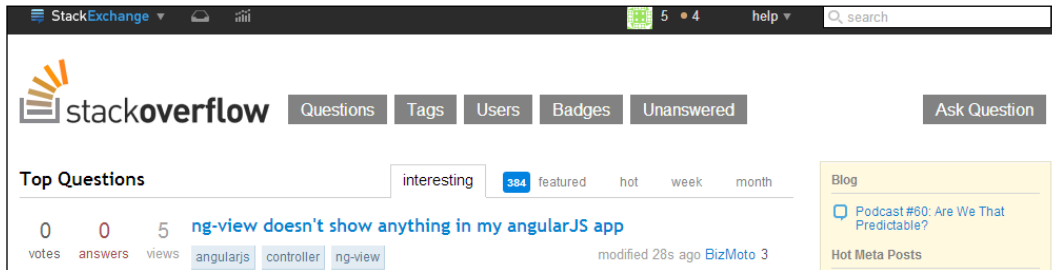 StackExchange 5 4 help search
stackoverflow Questions Tags Users Badges Unanswered Ask Question
Top Questions interesting 384 featured hot week month
0 votes 0 answers 5 views
ng-view doesn't show anything in my angularJS app
angularjs controller ng-view
modified 28s ago BizMoto 3
Blog
Podcast #60: Are We That
Predictable?
Hot Meta Posts